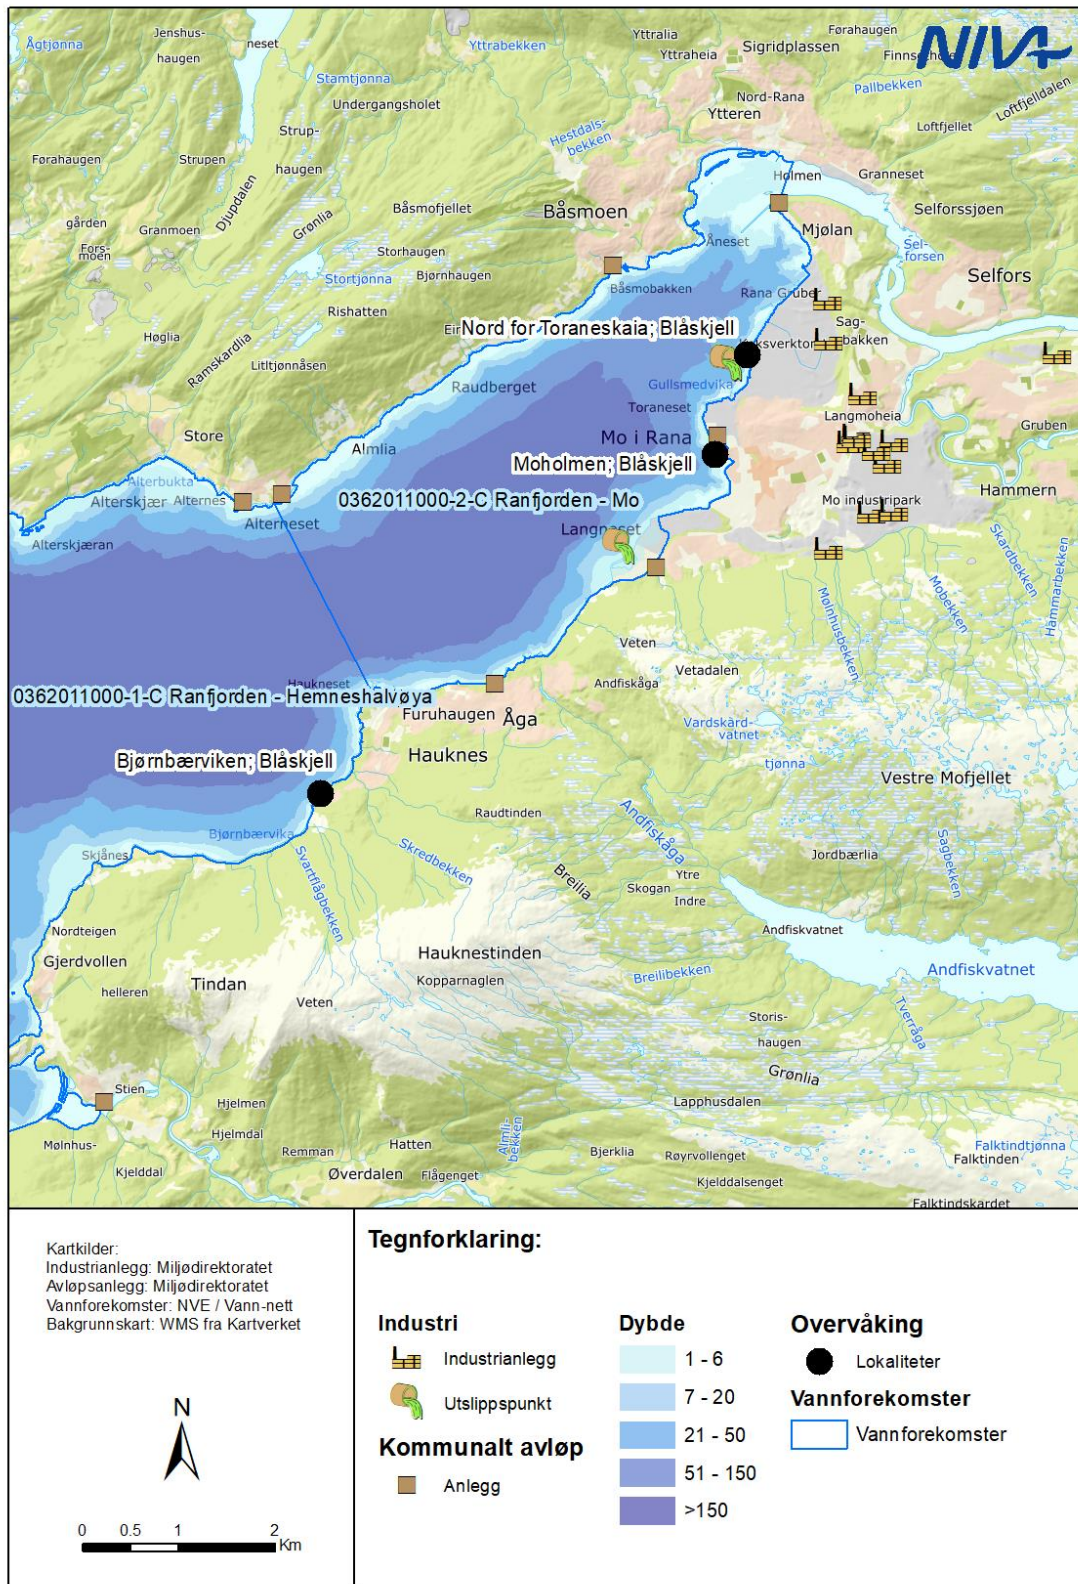 NIVA
Ågtjønna
Jenshus-
haugen
neset
Yttrabekken
Yttralia
Yttraheia
Førahaugen
Sigridplassen
Stamtjønna
Undergangsholet
Nord-Rana
Ytteren
Pallbekken
Loftfjelldalen
Loftfjellet
Hestdals-
bekken
Strup-
haugen
Strupen
Førahaugen
Djupdalen
Holmen
Granneset
Båsmofjellet
Båsmoen
Selforssjøen
Grønlia
gården
Granmoen
Fors-
moen
Storhaugen
Åneset
Mjølan
Sel-
forsen
Stortjønna
Bjørnhaugen
Selfors
Båsmobakken
Rana Gruber
Rishatten
Høglia
Nord for Toraneskaia; Blåskjell
Sag-
bakken
Ramskardlia
Litltjønnåsen
Raudberget
Gullsmedvika
Toraneset
Langmoheia
Gruben
Store
Almlia
Mo i Rana
Moholmen; Blåskjell
Alterbukta
Alterskjær
Alternes
0362011000-2-C Ranfjorden - Mo
Mo industripark
Hammern
Alterneset
Langneset
Alterskjæran
Skardbekken
Hammarbekken
Mobekken
Mølnhusbekken
Veten
Vetadalen
Haukneset
Andfiskåga
0362011000-1-C Ranfjorden - Hemneshalvøya
Furuhaugen
Åga
Vardskård-
vatnet
Hauknes
tjønna
Bjørnbærviken; Blåskjell
Vestre Mofjellet
Raudtinden
Andfiskåga
Bjørnbærvika
Skredbekken
Sagbekken
Skjånes
Jordbærlia
Svartflågbekken
Breilia
Ytre
Skogan
Indre
Nordteigen
Andfiskvatnet
Hauknestinden
Gjerdvollen
Andfiskvatnet
Breilibekken
Tindan
Kopparnaglen
helleren
Veten
Tverråga
Storis-
haugen
Grønlia
Stien
Hjelmen
Lapphusdalen
Almli-
bekken
Hjelmdal
Mølnhus-
Hatten
Remman
Bjerklia
Røyrvollenget
Falktindtjønna
Falktinden
Kjelddal
Øverdalen
Flågenget
Kjelddalsenget
Falktindskardet
Kartkilder:
Industrianlegg: Miljødirektoratet
Avløpsanlegg: Miljødirektoratet
Vannforekomster: NVE / Vann-nett
Bakgrunnskart: WMS fra Kartverket
N
0 0.5 1 2
Km
Tegnforklaring:
Industri
Industrianlegg
Utslippspunkt
Kommunalt avløp
Anlegg
Dybde
1 - 6
7 - 20
21 - 50
51 - 150
>150
Overvåking
Lokaliteter
Vannforekomster
Vannforekomster